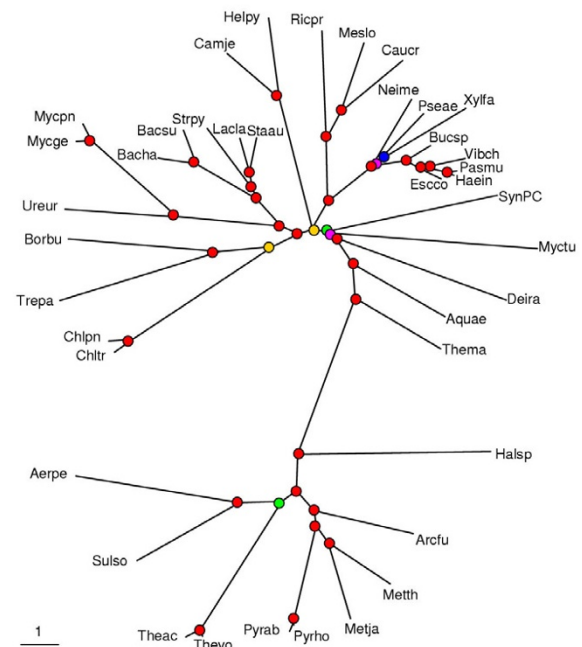 Helpy
Ricpr
Meslo
Camje
Caucr
Neime
Pseae
Xylfa
Mycpn
Strpy
Mycge
Bacsu
Lacla
Staau
Bucsp
Bacha
Vibch
Pasmu
Haein
Escco
SynPC
Ureur
Borbu
Myctu
Trepa
Deira
Aquae
Chlpn
Thema
Chltr
Halsp
Aerpe
Arcfu
Sulso
Metth
Pyrab
Metja
Theac
Pyrho
1